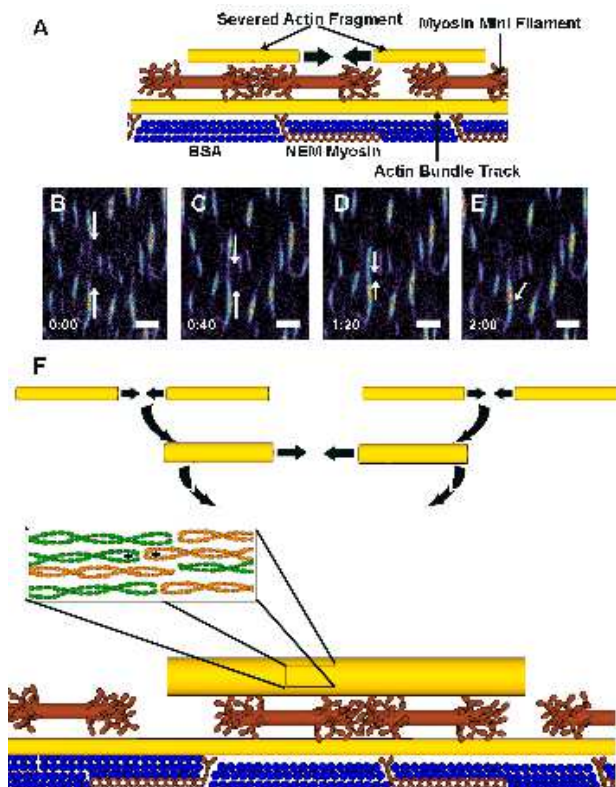 A
Severed Actin Fragment
Myosin Mini Filament
BSA
NEM Myosin
Actin Bundle Track
B
C
D
E
0:00
0:40
1:20
2:00
F
+ +